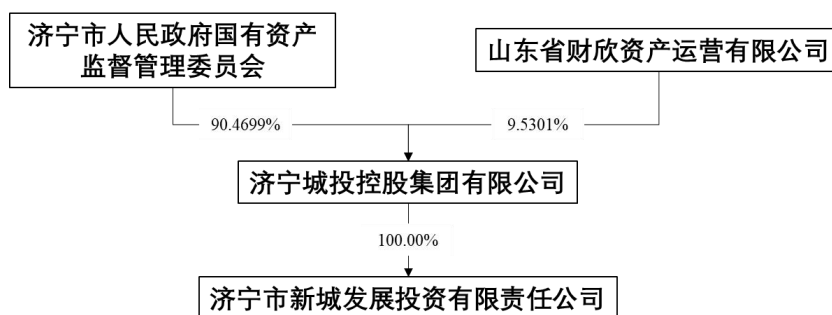 济宁市人民政府国有资产
监督管理委员会
山东省财欣资产运营有限公司
90.4699%
9.5301%
济宁城投控股集团有限公司
100.00%
济宁市新城发展投资有限责任公司